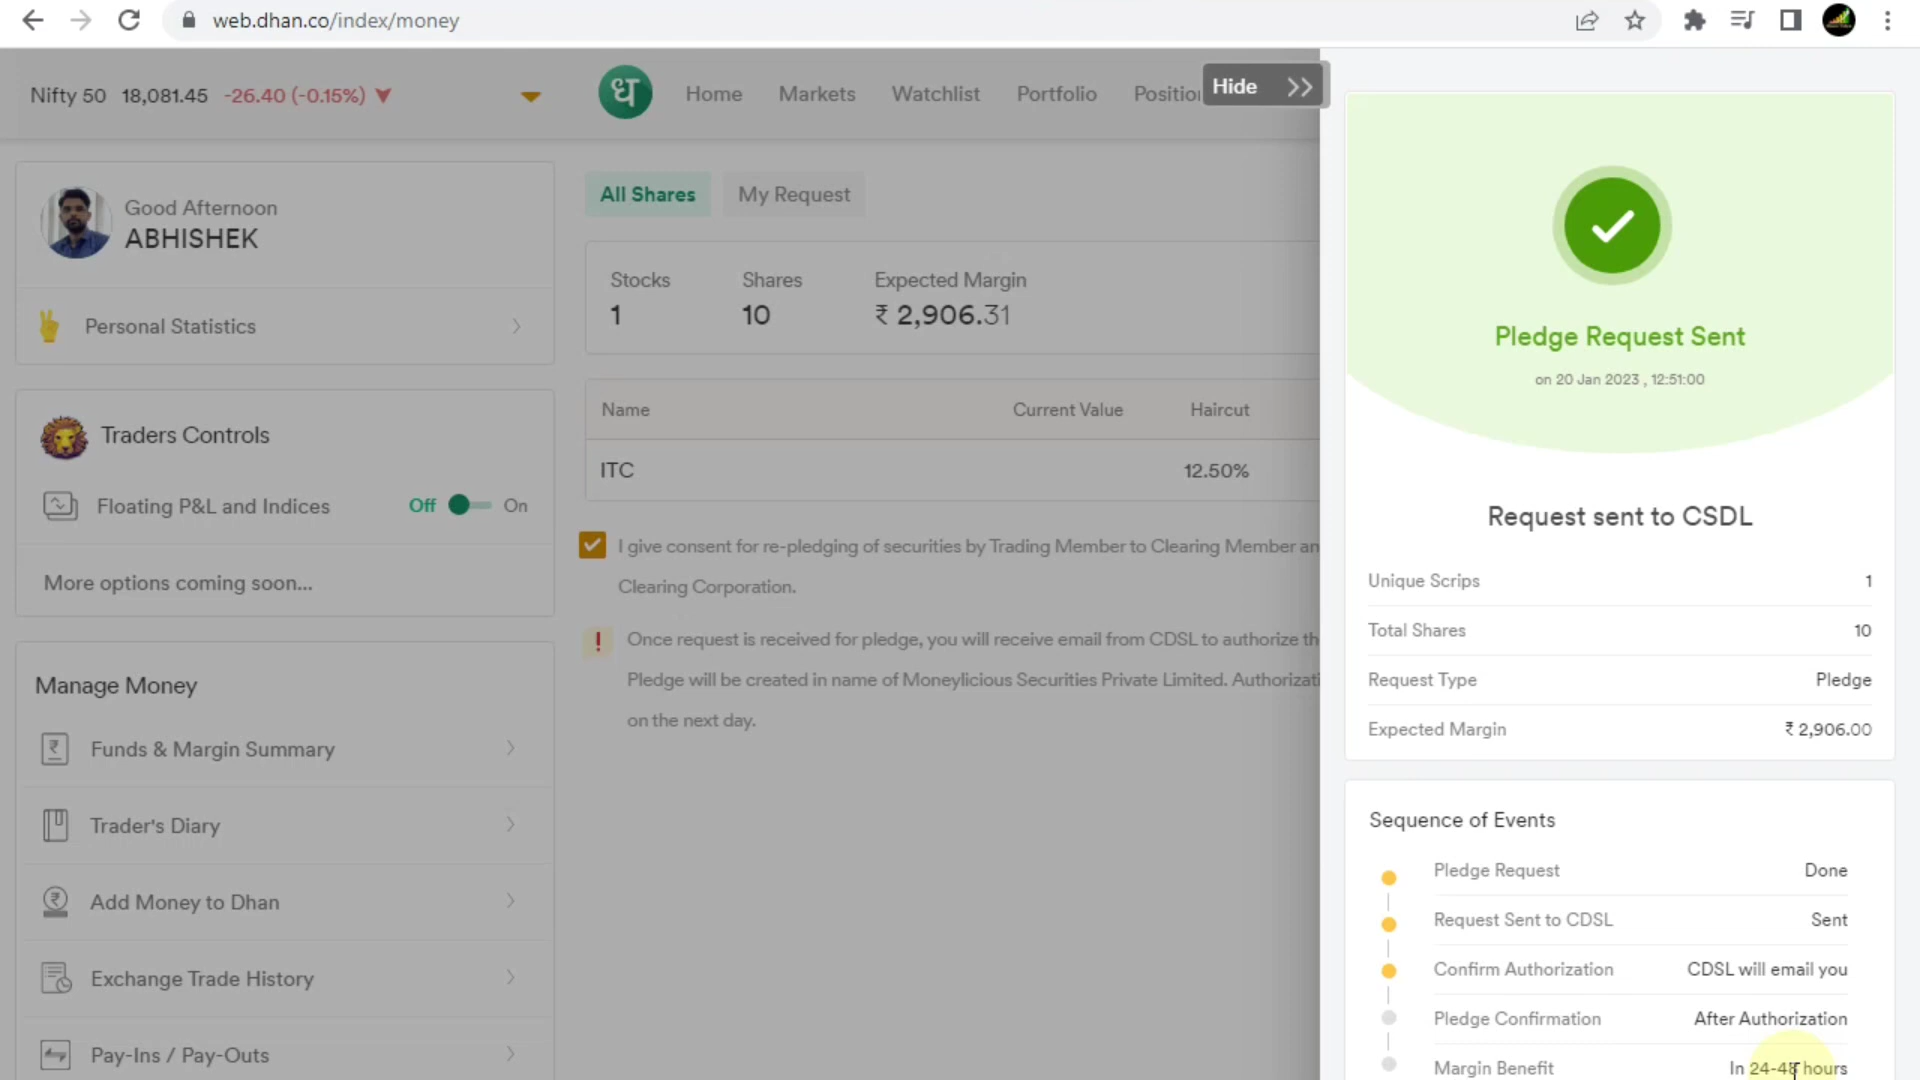 web.dhan.co/index/money
Nifty 50 18,081.45 -26.40 (-0.15%)
ध
Home Markets Watchlist Portfolio
Hide
Good Afternoon
ABHISHEK
Personal Statistics
Traders Controls
Floating P&L and Indices Off On
More options coming soon...
Manage Money
Funds & Margin Summary
Trader's Diary
Add Money to Dhan
Exchange Trade History
Pay-Ins / Pay-Outs
All Shares My Request
Stocks Shares Expected Margin
1 10 ₹ 2,906.31
Name Current Value Haircut
ITC 12.50%
I give consent for re-pledging of securities by Trading Member to Clearing Member
Clearing Corporation.
Once request is received for pledge, you will receive email from CDSL to authorize
Pledge will be created in name of Moneylicious Securities Private Limited.
on the next day.
Pledge Request Sent
on 20 Jan 2023 , 12:51:00
Request sent to CSDL
Unique Scrips 1
Total Shares 10
Request Type Pledge
Expected Margin ₹ 2,906.00
Sequence of Events
Pledge Request Done
Request Sent to CDSL Sent
Confirm Authorization CDSL will email you
Pledge Confirmation After Authorization
Margin Benefit In 24-48 hours